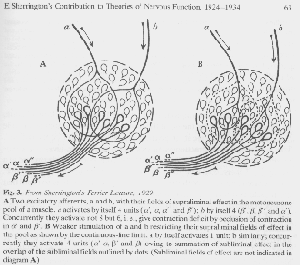 E Sherrington's Contribution to Theories of Nervous Function, 1924–1934 63
a b
A
a b
B
α' α α''
β' β β''
α' α α''
β' β β''
Fig. 3. From Sherrington's Ferrier Lecture, 1929
A Two excitatory afferents, a and b, with their fields of supraliminal effect in the motoneurone
pool of a muscle. a activates by itself 4 units (α', α, α'' and β'); b by itself 4 (β', β, β'' and α').
Concurrently they activate not 8 but 6, i. e., give contraction deficit by occlusion of contraction
in α' and β'. B Weaker stimulation of a and b restricting their supraliminal fields of effect in
the pool as shown by the continuous-line limit. a by itself activates 1 unit; b similarly; concur-
rently they activate 4 units (α', α, β' and β), owing to summation of subliminal effect in the
overlap of the subliminal fields outlined by dots. (Subliminal fields of effect are not indicated in
diagram A)